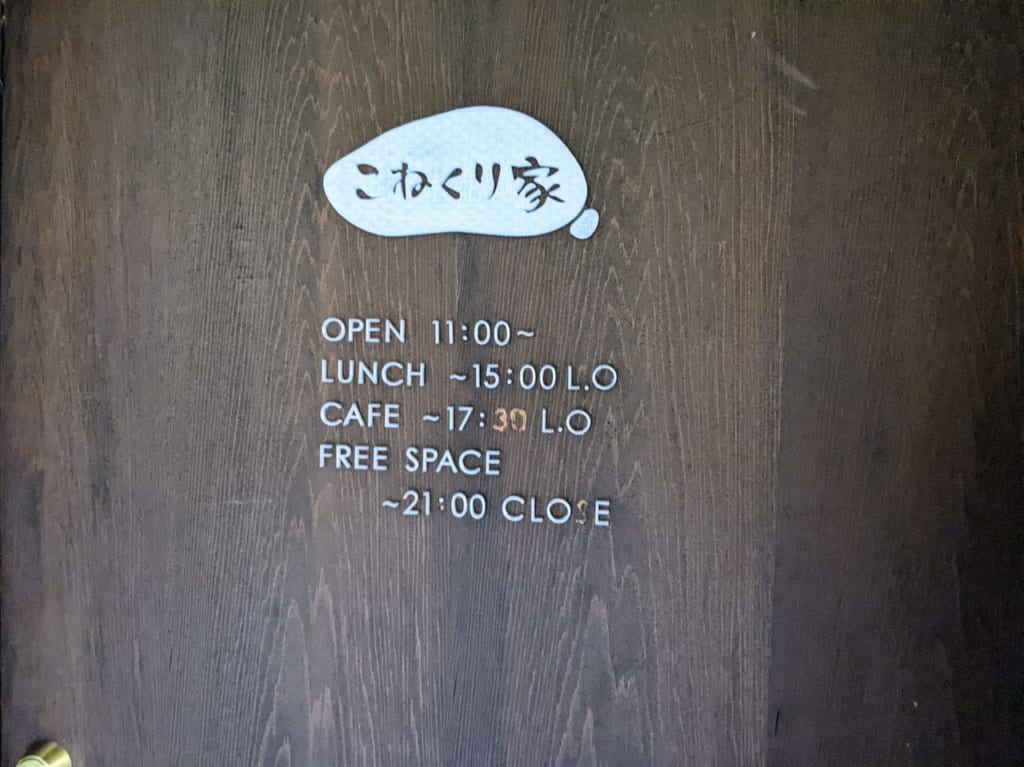 こねくり家
OPEN 11:00~
LUNCH ~15:00 L.O
CAFE ~17:30 L.O
FREE SPACE
~21:00 CLOSE